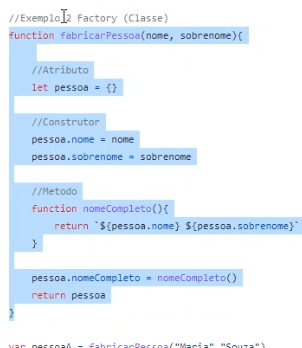 //Exemplo 2 Factory (Classe)
function fabricarPessoa(nome, sobrenome){
//Atributo
let pessoa = {}
//Construtor
pessoa.nome = nome
pessoa.sobrenome = sobrenome
//Metodo
function nomeCompleto(){
return `${pessoa.nome} ${pessoa.sobrenome}`
}
pessoa.nomeCompleto = nomeCompleto()
return pessoa
}
var pessoaA = fabricarPessoa("Maria" "Souza")